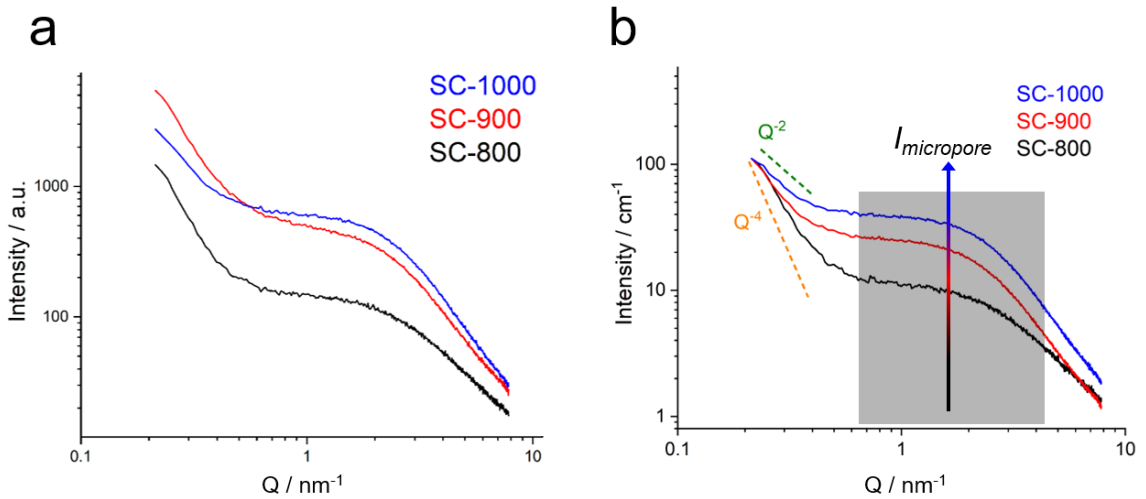 a
SC-1000
SC-900
SC-800
1000
100
Intensity / a.u.
0.1
1
10
Q / nm⁻¹
b
SC-1000
SC-900
SC-800
Q⁻²
Q⁻⁴
I_micropore
100
10
1
Intensity / cm⁻¹
0.1
1
10
Q / nm⁻¹